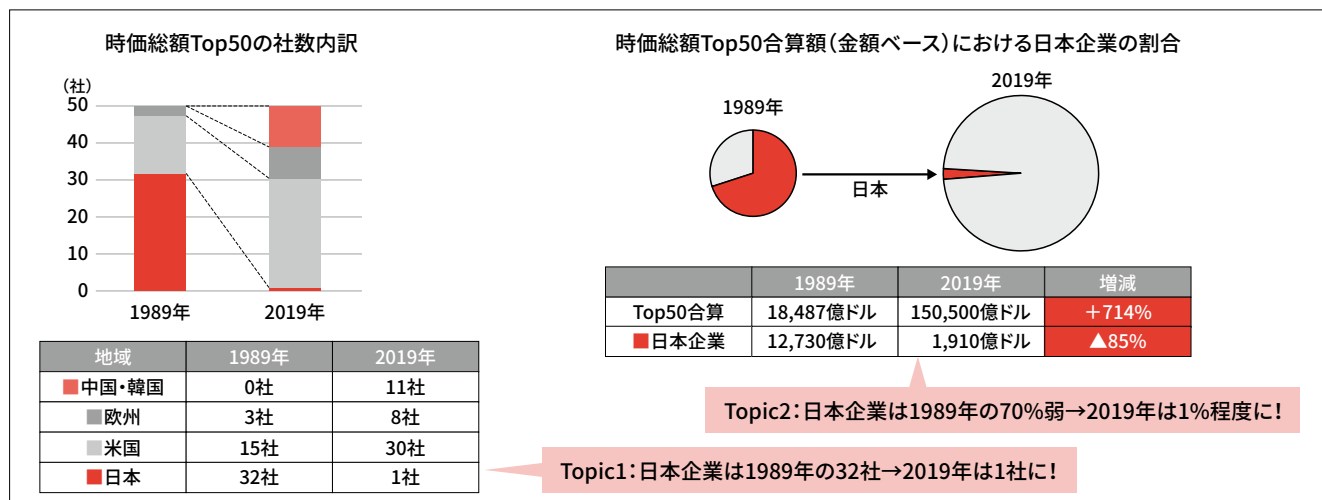 時価総額Top50の社数内訳
（社）
50
40
30
20
10
0
1989年 2019年
地域 1989年 2019年
■中国・韓国 0社 11社
■欧州 3社 8社
■米国 15社 30社
■日本 32社 1社
Topic1：日本企業は1989年の32社→2019年は1社に！
時価総額Top50合算額（金額ベース）における日本企業の割合
1989年
2019年
日本
1989年 2019年 増減
Top50合算 18,487億ドル 150,500億ドル ＋714%
■日本企業 12,730億ドル 1,910億ドル ▲85%
Topic2：日本企業は1989年の70%弱→2019年は1%程度に！